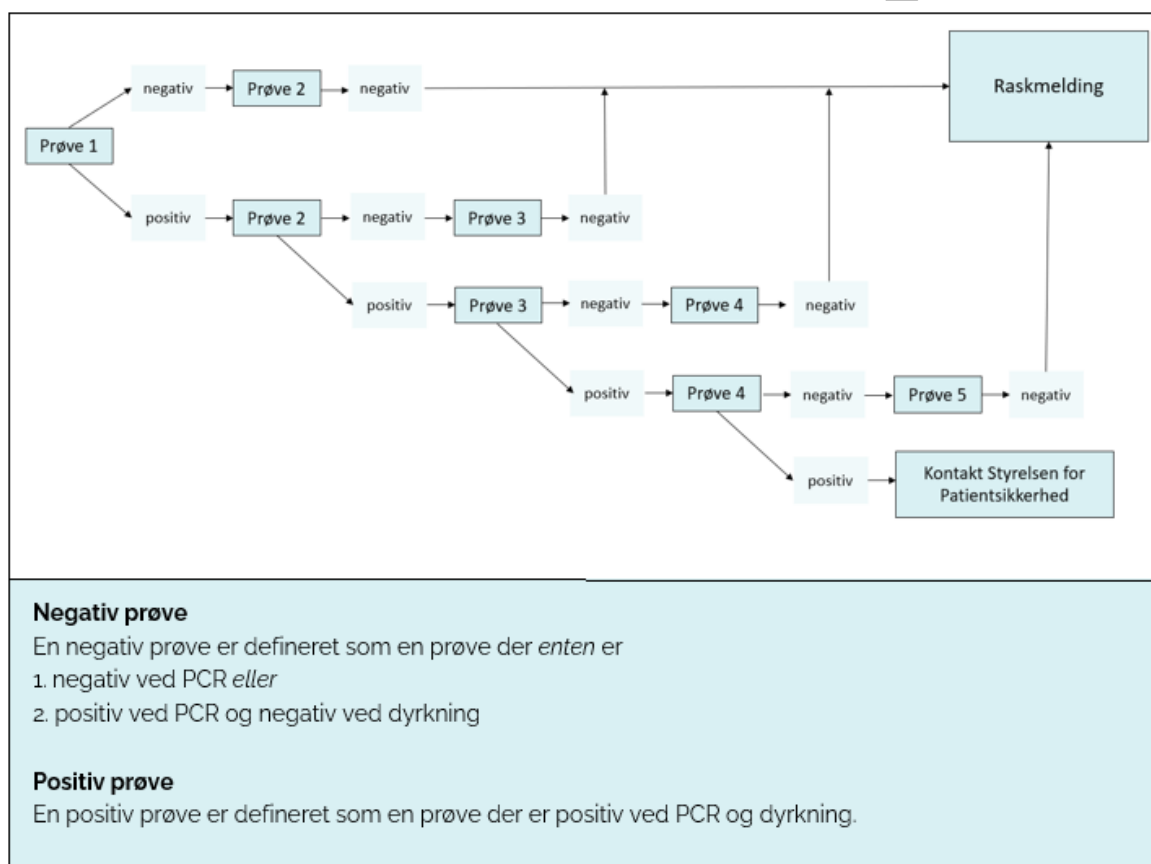 negativ
Prøve 2
negativ
Raskmelding
Prøve 1
positiv
Prøve 2
negativ
Prøve 3
negativ
positiv
Prøve 3
negativ
Prøve 4
negativ
positiv
Prøve 4
negativ
Prøve 5
negativ
positiv
Kontakt Styrelsen for
Patientsikkerhed
Negativ prøve
En negativ prøve er defineret som en prøve der enten er
1. negativ ved PCR eller
2. positiv ved PCR og negativ ved dyrkning
Positiv prøve
En positiv prøve er defineret som en prøve der er positiv ved PCR og dyrkning.